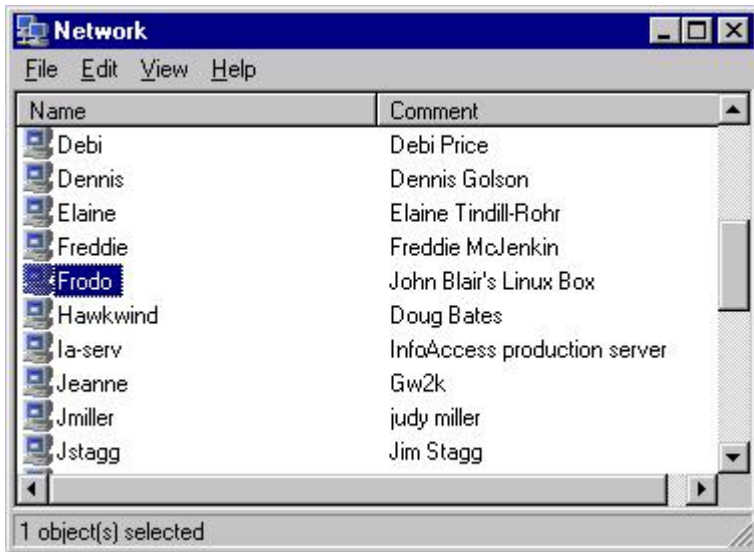 Network
File Edit View Help
Name Comment
Debi Debi Price
Dennis Dennis Golson
Elaine Elaine Tindill-Rohr
Freddie Freddie McJenkin
Frodo John Blair's Linux Box
Hawkwind Doug Bates
Ia-serv InfoAccess production server
Jeanne Gw2k
Jmiller judy miller
Jstagg Jim Stagg
1 object(s) selected